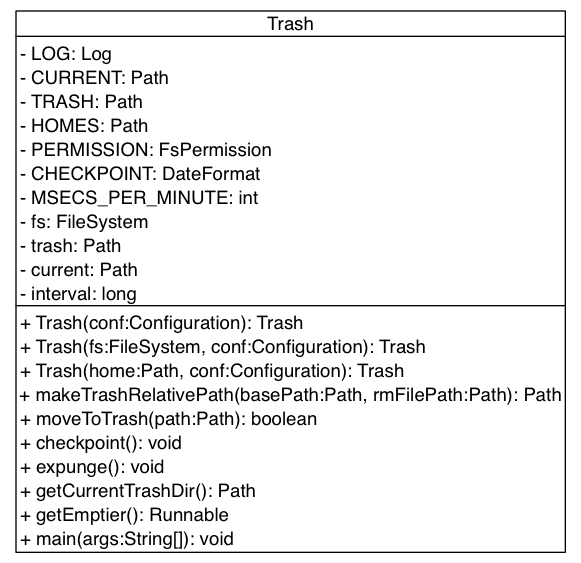 Trash
- LOG: Log
- CURRENT: Path
- TRASH: Path
- HOMES: Path
- PERMISSION: FsPermission
- CHECKPOINT: DateFormat
- MSECS_PER_MINUTE: int
- fs: FileSystem
- trash: Path
- current: Path
- interval: long
+ Trash(conf:Configuration): Trash
+ Trash(fs:FileSystem, conf:Configuration): Trash
+ Trash(home:Path, conf:Configuration): Trash
+ makeTrashRelativePath(basePath:Path, rmFilePath:Path): Path
+ moveToTrash(path:Path): boolean
+ checkpoint(): void
+ expunge(): void
+ getCurrentTrashDir(): Path
+ getEmptier(): Runnable
+ main(args:String[]): void